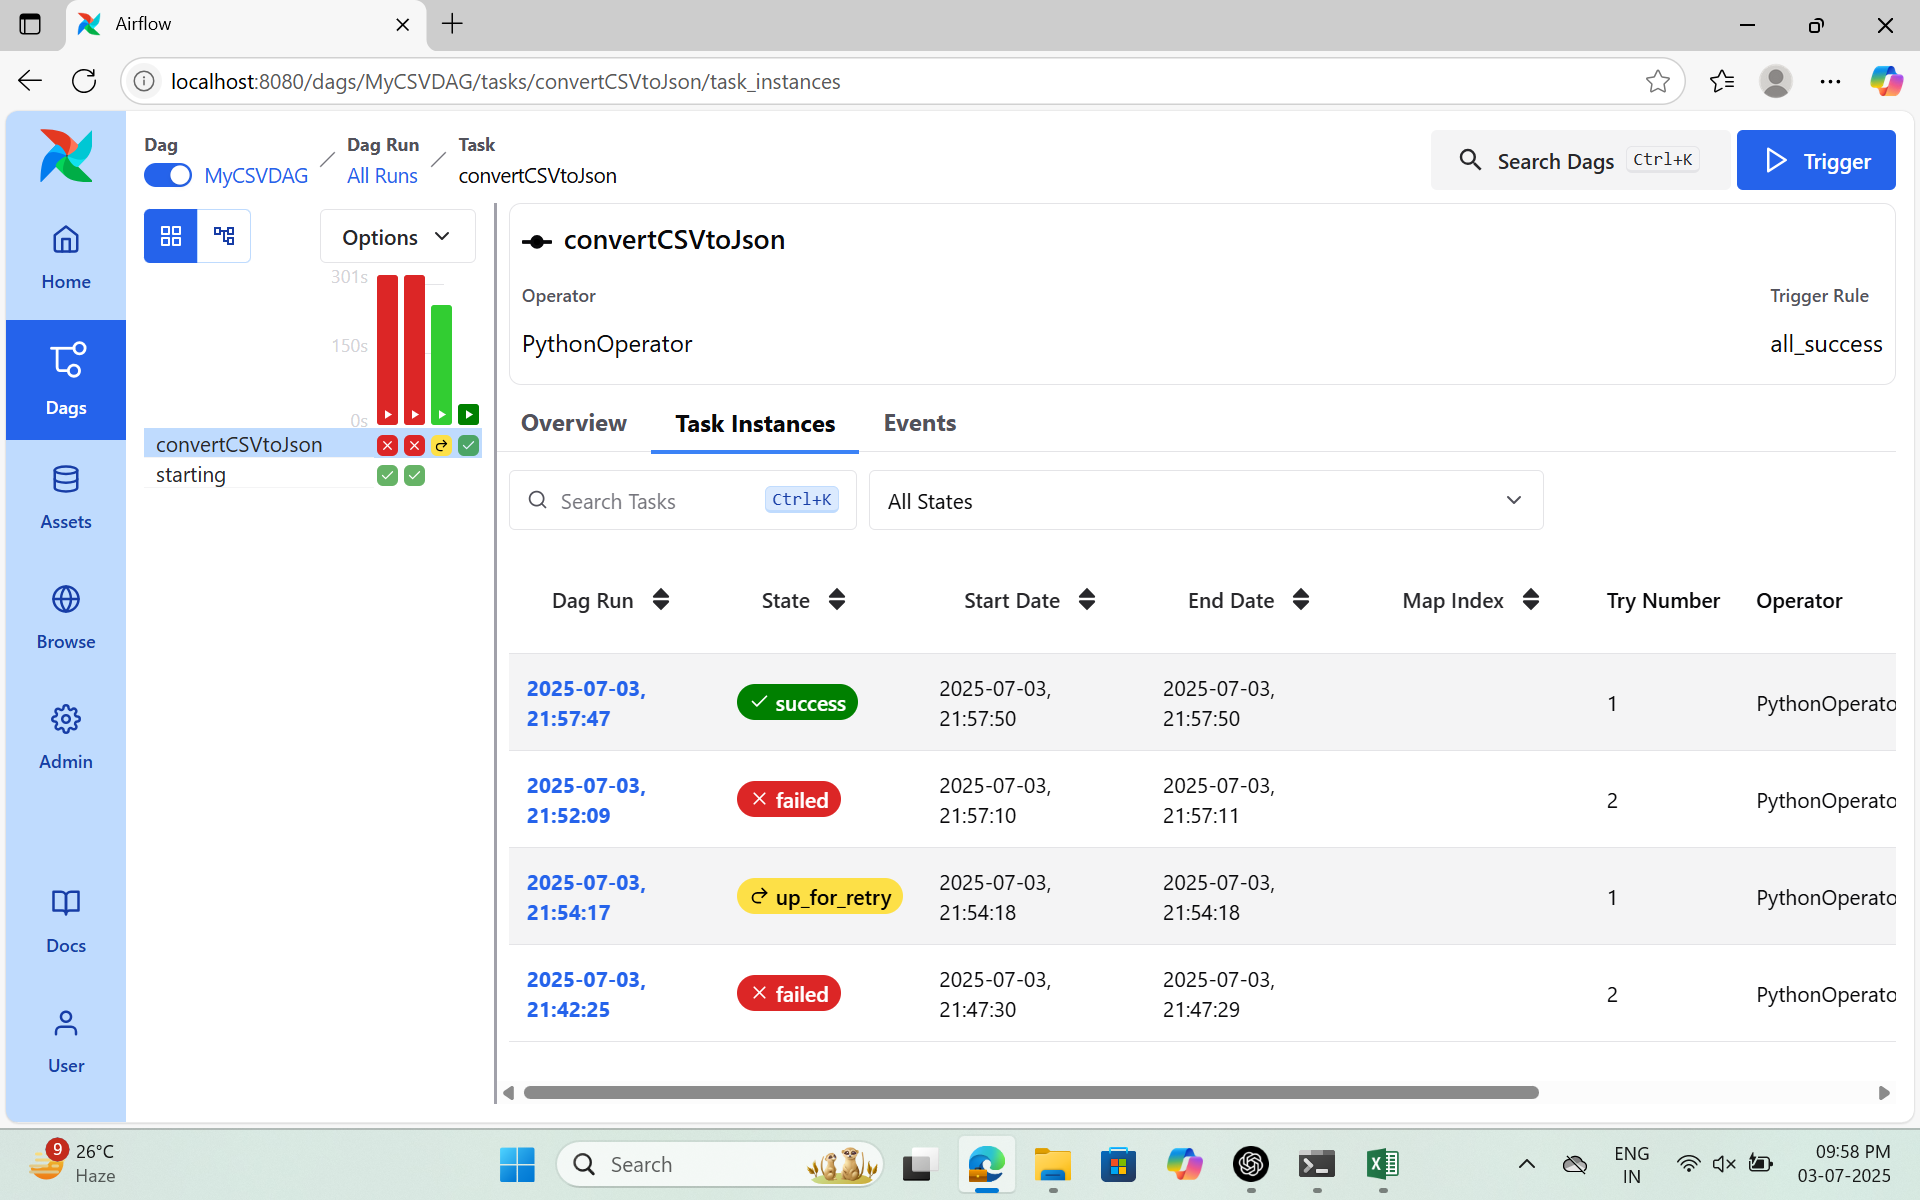 Airflow
localhost:8080/dags/MyCSVDAG/tasks/convertCSVtoJson/task_instances
Dag
MyCSVDAG
Dag Run
All Runs
Task
convertCSVtoJson
Search Dags Ctrl+K
Trigger
Home
Dags
Assets
Browse
Admin
Docs
User
Options
301s
150s
0s
convertCSVtoJson
starting
convertCSVtoJson
Operator
Trigger Rule
PythonOperator
all_success
Overview Task Instances Events
Search Tasks Ctrl+K
All States
Dag Run State Start Date End Date Map Index Try Number Operator
2025-07-03, 21:57:47 success 2025-07-03, 21:57:50 2025-07-03, 21:57:50 1 PythonOperato
2025-07-03, 21:52:09 failed 2025-07-03, 21:57:10 2025-07-03, 21:57:11 2 PythonOperato
2025-07-03, 21:54:17 up_for_retry 2025-07-03, 21:54:18 2025-07-03, 21:54:18 1 PythonOperato
2025-07-03, 21:42:25 failed 2025-07-03, 21:47:30 2025-07-03, 21:47:29 2 PythonOperato
9
26°C
Haze
Search
ENG
IN
09:58 PM
03-07-2025